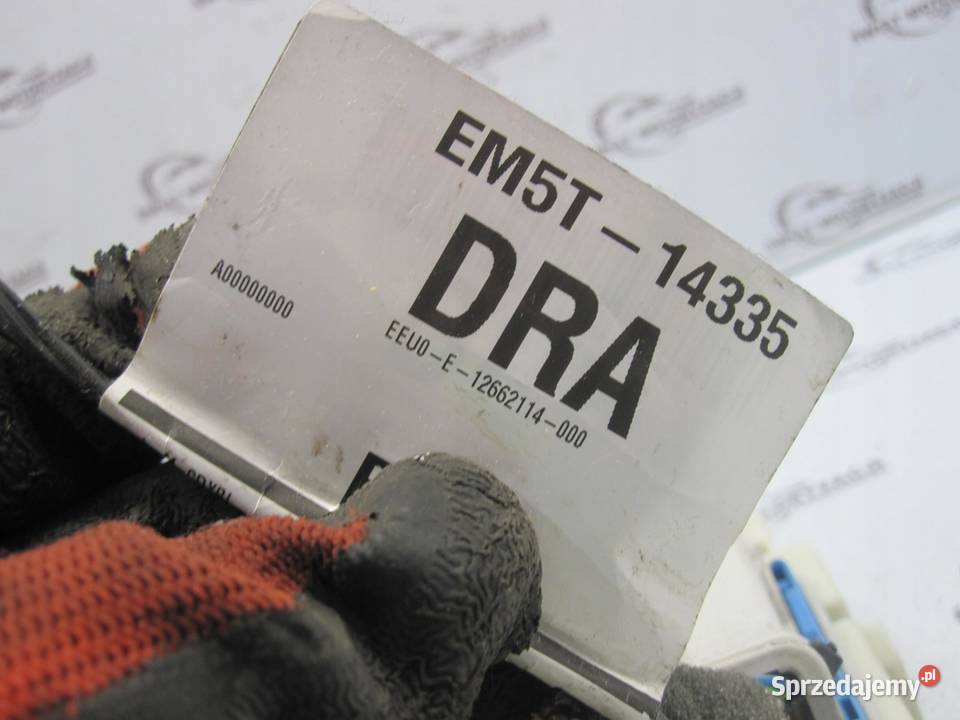 EM5T-14335
DRA
A00000000
EEU0-E-12662114-000
Sprzedajemy.pl